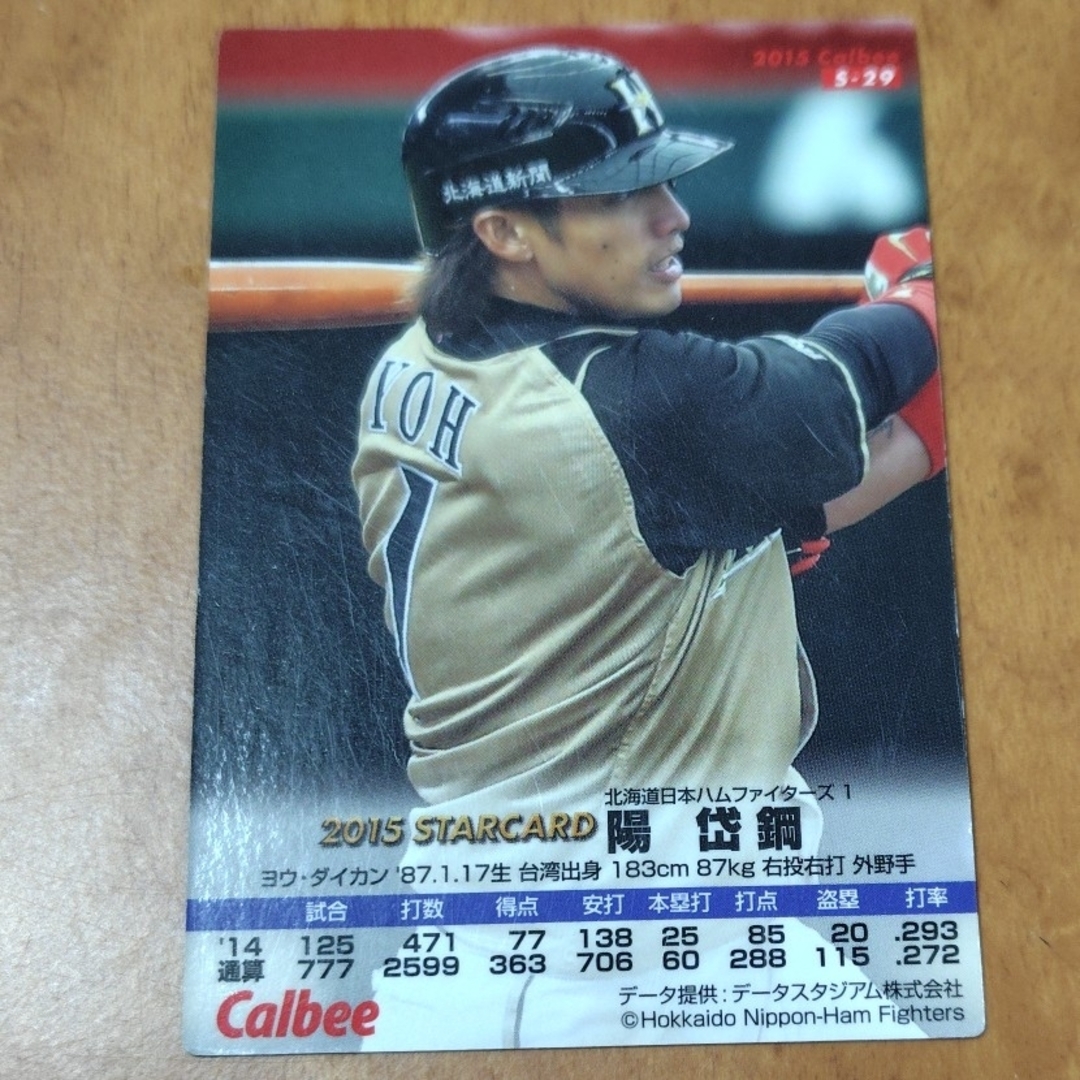 2015 Calbee
S-29
H
北海道新聞
YOH
1
北海道日本ハムファイターズ 1
2015 STARCARD 陽 岱鋼
ヨウ・ダイカン '87.1.17生 台湾出身 183cm 87kg 右投右打 外野手
試合 打数 得点 安打 本塁打 打点 盗塁 打率
'14 125 471 77 138 25 85 20 .293
通算 777 2599 363 706 60 288 115 .272
Calbee
データ提供：データスタジアム株式会社
©Hokkaido Nippon-Ham Fighters